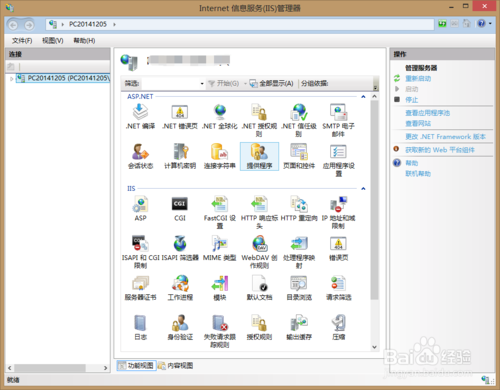 Internet 信息服务(IIS)管理器
PC20141205
文件(F) 视图(V) 帮助(H)
连接
PC20141205 (PC20141205\
筛选: 开始(G) 全部显示(A) 分组依据:
ASP.NET
.NET 编译 .NET 错误页 .NET 全球化 .NET 授权规则 .NET 信任级别 SMTP 电子邮件
会话状态 计算机密钥 连接字符串 提供程序 页面和控件 应用程序设置
IIS
ASP CGI FastCGI 设置 HTTP 响应标头 HTTP 重定向 IP 地址和域限制
ISAPI 和 CGI 限制 ISAPI 筛选器 MIME 类型 WebDAV 创作规则 处理程序映射 错误页
服务器证书 工作进程 模块 默认文档 目录浏览 请求筛选
日志 身份验证 失败请求跟踪规则 授权规则 输出缓存 压缩
功能视图 内容视图
操作
管理服务器
重新启动
启动
停止
查看应用程序池
查看网站
更改 .NET Framework 版本
获取新的 Web 平台组件
帮助
联机帮助
就绪
Baidu 经验